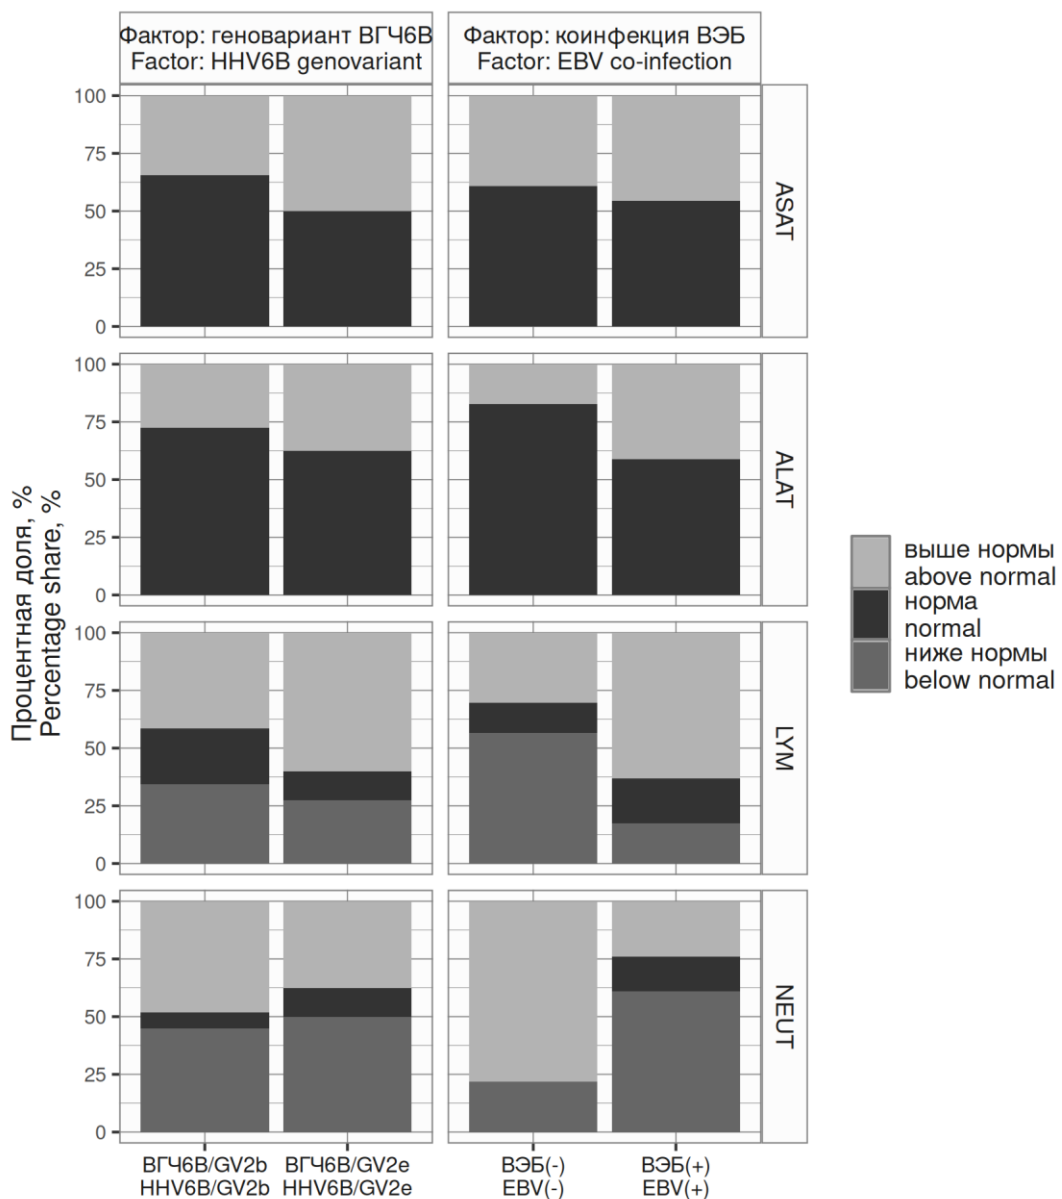 Фактор: геновариант ВГЧ6В
Factor: HHV6B genovariant
Фактор: коинфекция ВЭБ
Factor: EBV co-infection
Процентная доля, %
Percentage share, %
100
75
50
25
0
ASAT
100
75
50
25
0
ALAT
100
75
50
25
0
LYM
100
75
50
25
0
NEUT
ВГЧ6В/GV2b
HHV6B/GV2b
ВГЧ6В/GV2e
HHV6B/GV2e
ВЭБ(-)
EBV(-)
ВЭБ(+)
EBV(+)
выше нормы
above normal
норма
normal
ниже нормы
below normal